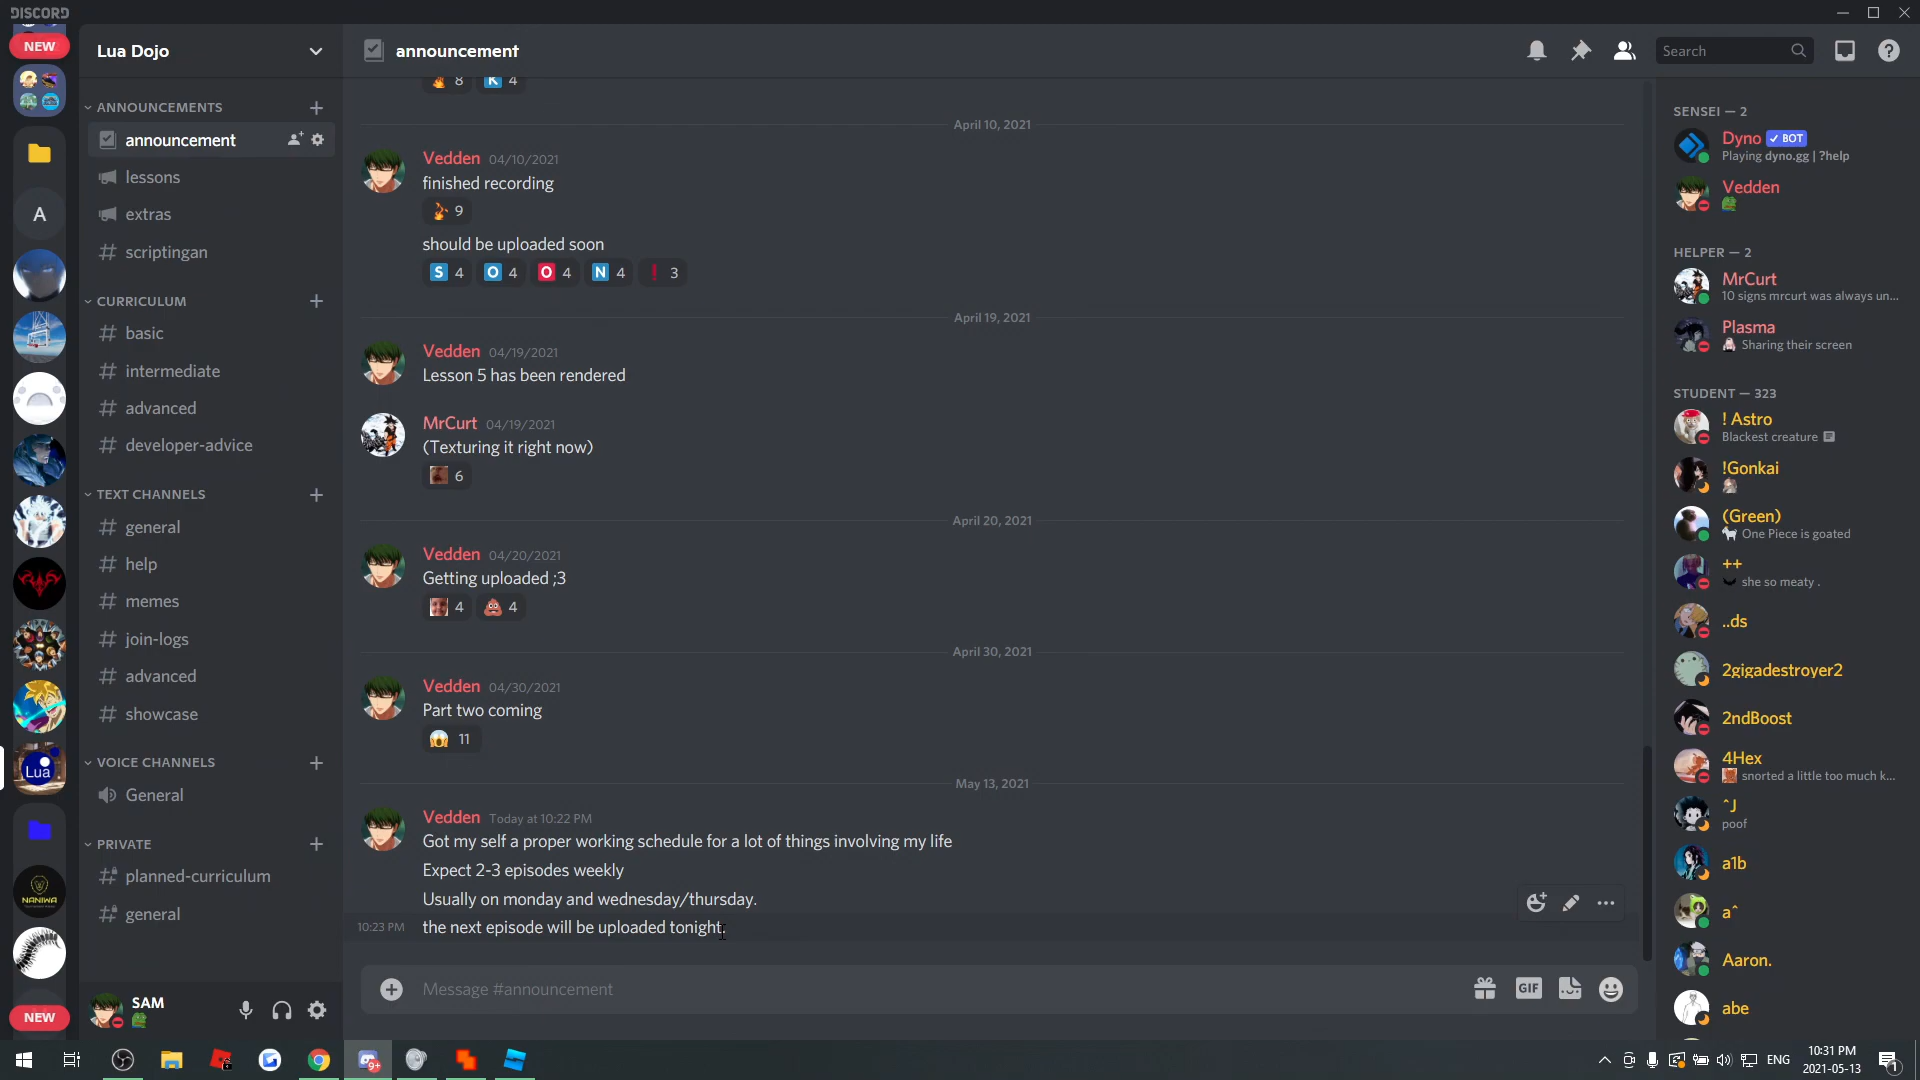 DISCORD
NEW
A
Lua
NANIWA
NEW
Lua Dojo
ANNOUNCEMENTS
announcement
lessons
extras
scriptingan
CURRICULUM
basic
intermediate
advanced
developer-advice
TEXT CHANNELS
general
help
memes
join-logs
advanced
showcase
VOICE CHANNELS
General
PRIVATE
planned-curriculum
general
SAM
announcement
Search
8 K 4
April 10, 2021
Vedden 04/10/2021
finished recording
9
should be uploaded soon
S 4 O 4 O 4 N 4 ! 3
April 19, 2021
Vedden 04/19/2021
Lesson 5 has been rendered
MrCurt 04/19/2021
(Texturing it right now)
6
April 20, 2021
Vedden 04/20/2021
Getting uploaded ;3
4 4
April 30, 2021
Vedden 04/30/2021
Part two coming
11
May 13, 2021
Vedden Today at 10:22 PM
Got my self a proper working schedule for a lot of things involving my life
Expect 2-3 episodes weekly
Usually on monday and wednesday/thursday.
10:23 PM the next episode will be uploaded tonight.
Message #announcement
GIF
SENSEI — 2
Dyno ✓ BOT
Playing dyno.gg | ?help
Vedden
HELPER — 2
MrCurt
10 signs mrcurt was always un...
Plasma
Sharing their screen
STUDENT — 323
! Astro
Blackest creature
!Gonkai
(Green)
One Piece is goated
++
she so meaty .
..ds
2gigadestroyer2
2ndBoost
4Hex
snorted a little too much k...
^J
poof
a1b
a^
Aaron.
abe
9+
ENG
10:31 PM
2021-05-13
1